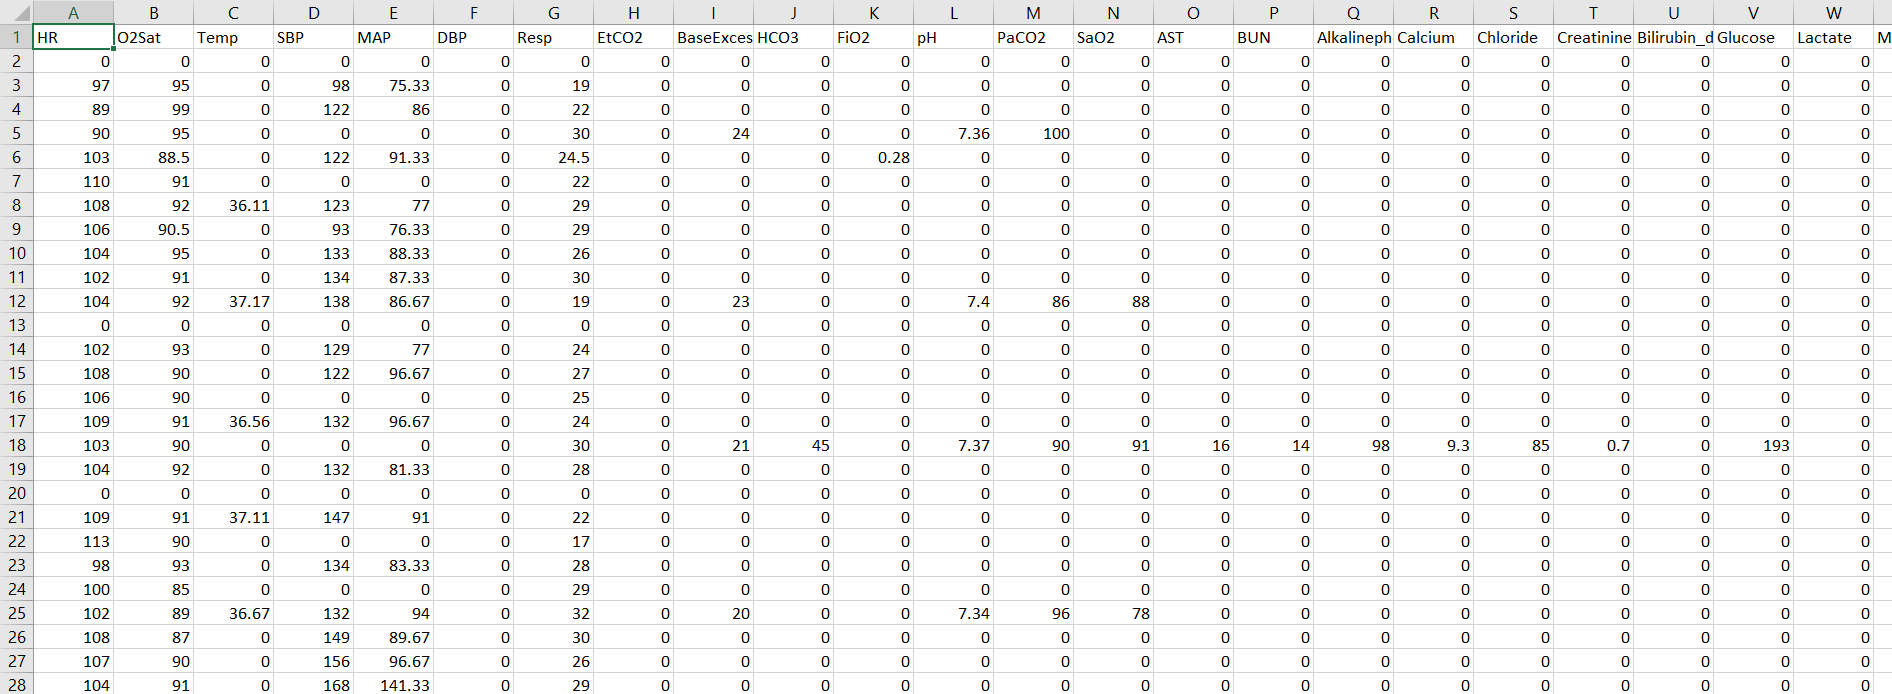 A B C D E F G H I J K L M N O P Q R S T U V W
1 HR O2Sat Temp SBP MAP DBP Resp EtCO2 BaseExces HCO3 FiO2 pH PaCO2 SaO2 AST BUN Alkalineph Calcium Chloride Creatinine Bilirubin_d Glucose Lactate M
2 0 0 0 0 0 0 0 0 0 0 0 0 0 0 0 0 0 0 0 0 0 0 0
3 97 95 0 98 75.33 0 19 0 0 0 0 0 0 0 0 0 0 0 0 0 0 0 0
4 89 99 0 122 86 0 22 0 0 0 0 0 0 0 0 0 0 0 0 0 0 0 0
5 90 95 0 0 0 0 30 0 24 0 0 7.36 100 0 0 0 0 0 0 0 0 0 0
6 103 88.5 0 122 91.33 0 24.5 0 0 0 0.28 0 0 0 0 0 0 0 0 0 0 0 0
7 110 91 0 0 0 0 22 0 0 0 0 0 0 0 0 0 0 0 0 0 0 0 0
8 108 92 36.11 123 77 0 29 0 0 0 0 0 0 0 0 0 0 0 0 0 0 0 0
9 106 90.5 0 93 76.33 0 29 0 0 0 0 0 0 0 0 0 0 0 0 0 0 0 0
10 104 95 0 133 88.33 0 26 0 0 0 0 0 0 0 0 0 0 0 0 0 0 0 0
11 102 91 0 134 87.33 0 30 0 0 0 0 0 0 0 0 0 0 0 0 0 0 0 0
12 104 92 37.17 138 86.67 0 19 0 23 0 0 7.4 86 88 0 0 0 0 0 0 0 0 0
13 0 0 0 0 0 0 0 0 0 0 0 0 0 0 0 0 0 0 0 0 0 0 0
14 102 93 0 129 77 0 24 0 0 0 0 0 0 0 0 0 0 0 0 0 0 0 0
15 108 90 0 122 96.67 0 27 0 0 0 0 0 0 0 0 0 0 0 0 0 0 0 0
16 106 90 0 0 0 0 25 0 0 0 0 0 0 0 0 0 0 0 0 0 0 0 0
17 109 91 36.56 132 96.67 0 24 0 0 0 0 0 0 0 0 0 0 0 0 0 0 0 0
18 103 90 0 0 0 0 30 0 21 45 0 7.37 90 91 16 14 98 9.3 85 0.7 0 193 0
19 104 92 0 132 81.33 0 28 0 0 0 0 0 0 0 0 0 0 0 0 0 0 0 0
20 0 0 0 0 0 0 0 0 0 0 0 0 0 0 0 0 0 0 0 0 0 0 0
21 109 91 37.11 147 91 0 22 0 0 0 0 0 0 0 0 0 0 0 0 0 0 0 0
22 113 90 0 0 0 0 17 0 0 0 0 0 0 0 0 0 0 0 0 0 0 0 0
23 98 93 0 134 83.33 0 28 0 0 0 0 0 0 0 0 0 0 0 0 0 0 0 0
24 100 85 0 0 0 0 29 0 0 0 0 0 0 0 0 0 0 0 0 0 0 0 0
25 102 89 36.67 132 94 0 32 0 20 0 0 7.34 96 78 0 0 0 0 0 0 0 0 0
26 108 87 0 149 89.67 0 30 0 0 0 0 0 0 0 0 0 0 0 0 0 0 0 0
27 107 90 0 156 96.67 0 26 0 0 0 0 0 0 0 0 0 0 0 0 0 0 0 0
28 104 91 0 168 141.33 0 29 0 0 0 0 0 0 0 0 0 0 0 0 0 0 0 0